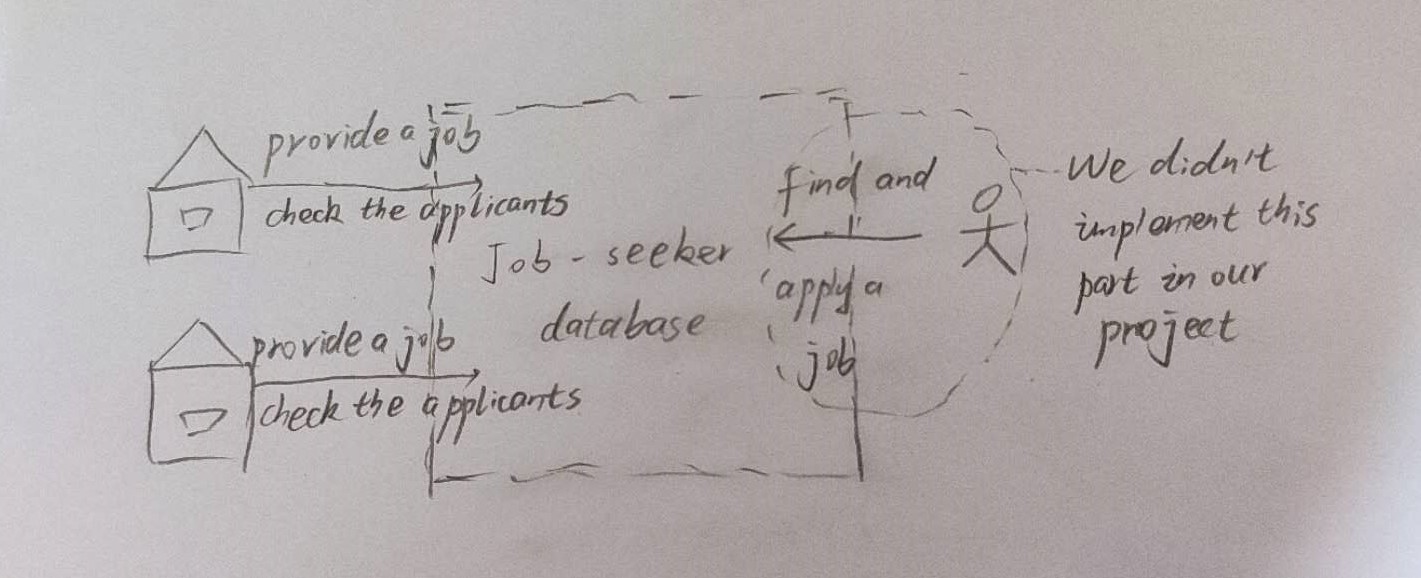 provide a job
check the applicants
Job - seeker
database
provide a job
check the applicants
find and
apply a
job
We didn't
implement this
part in our
project